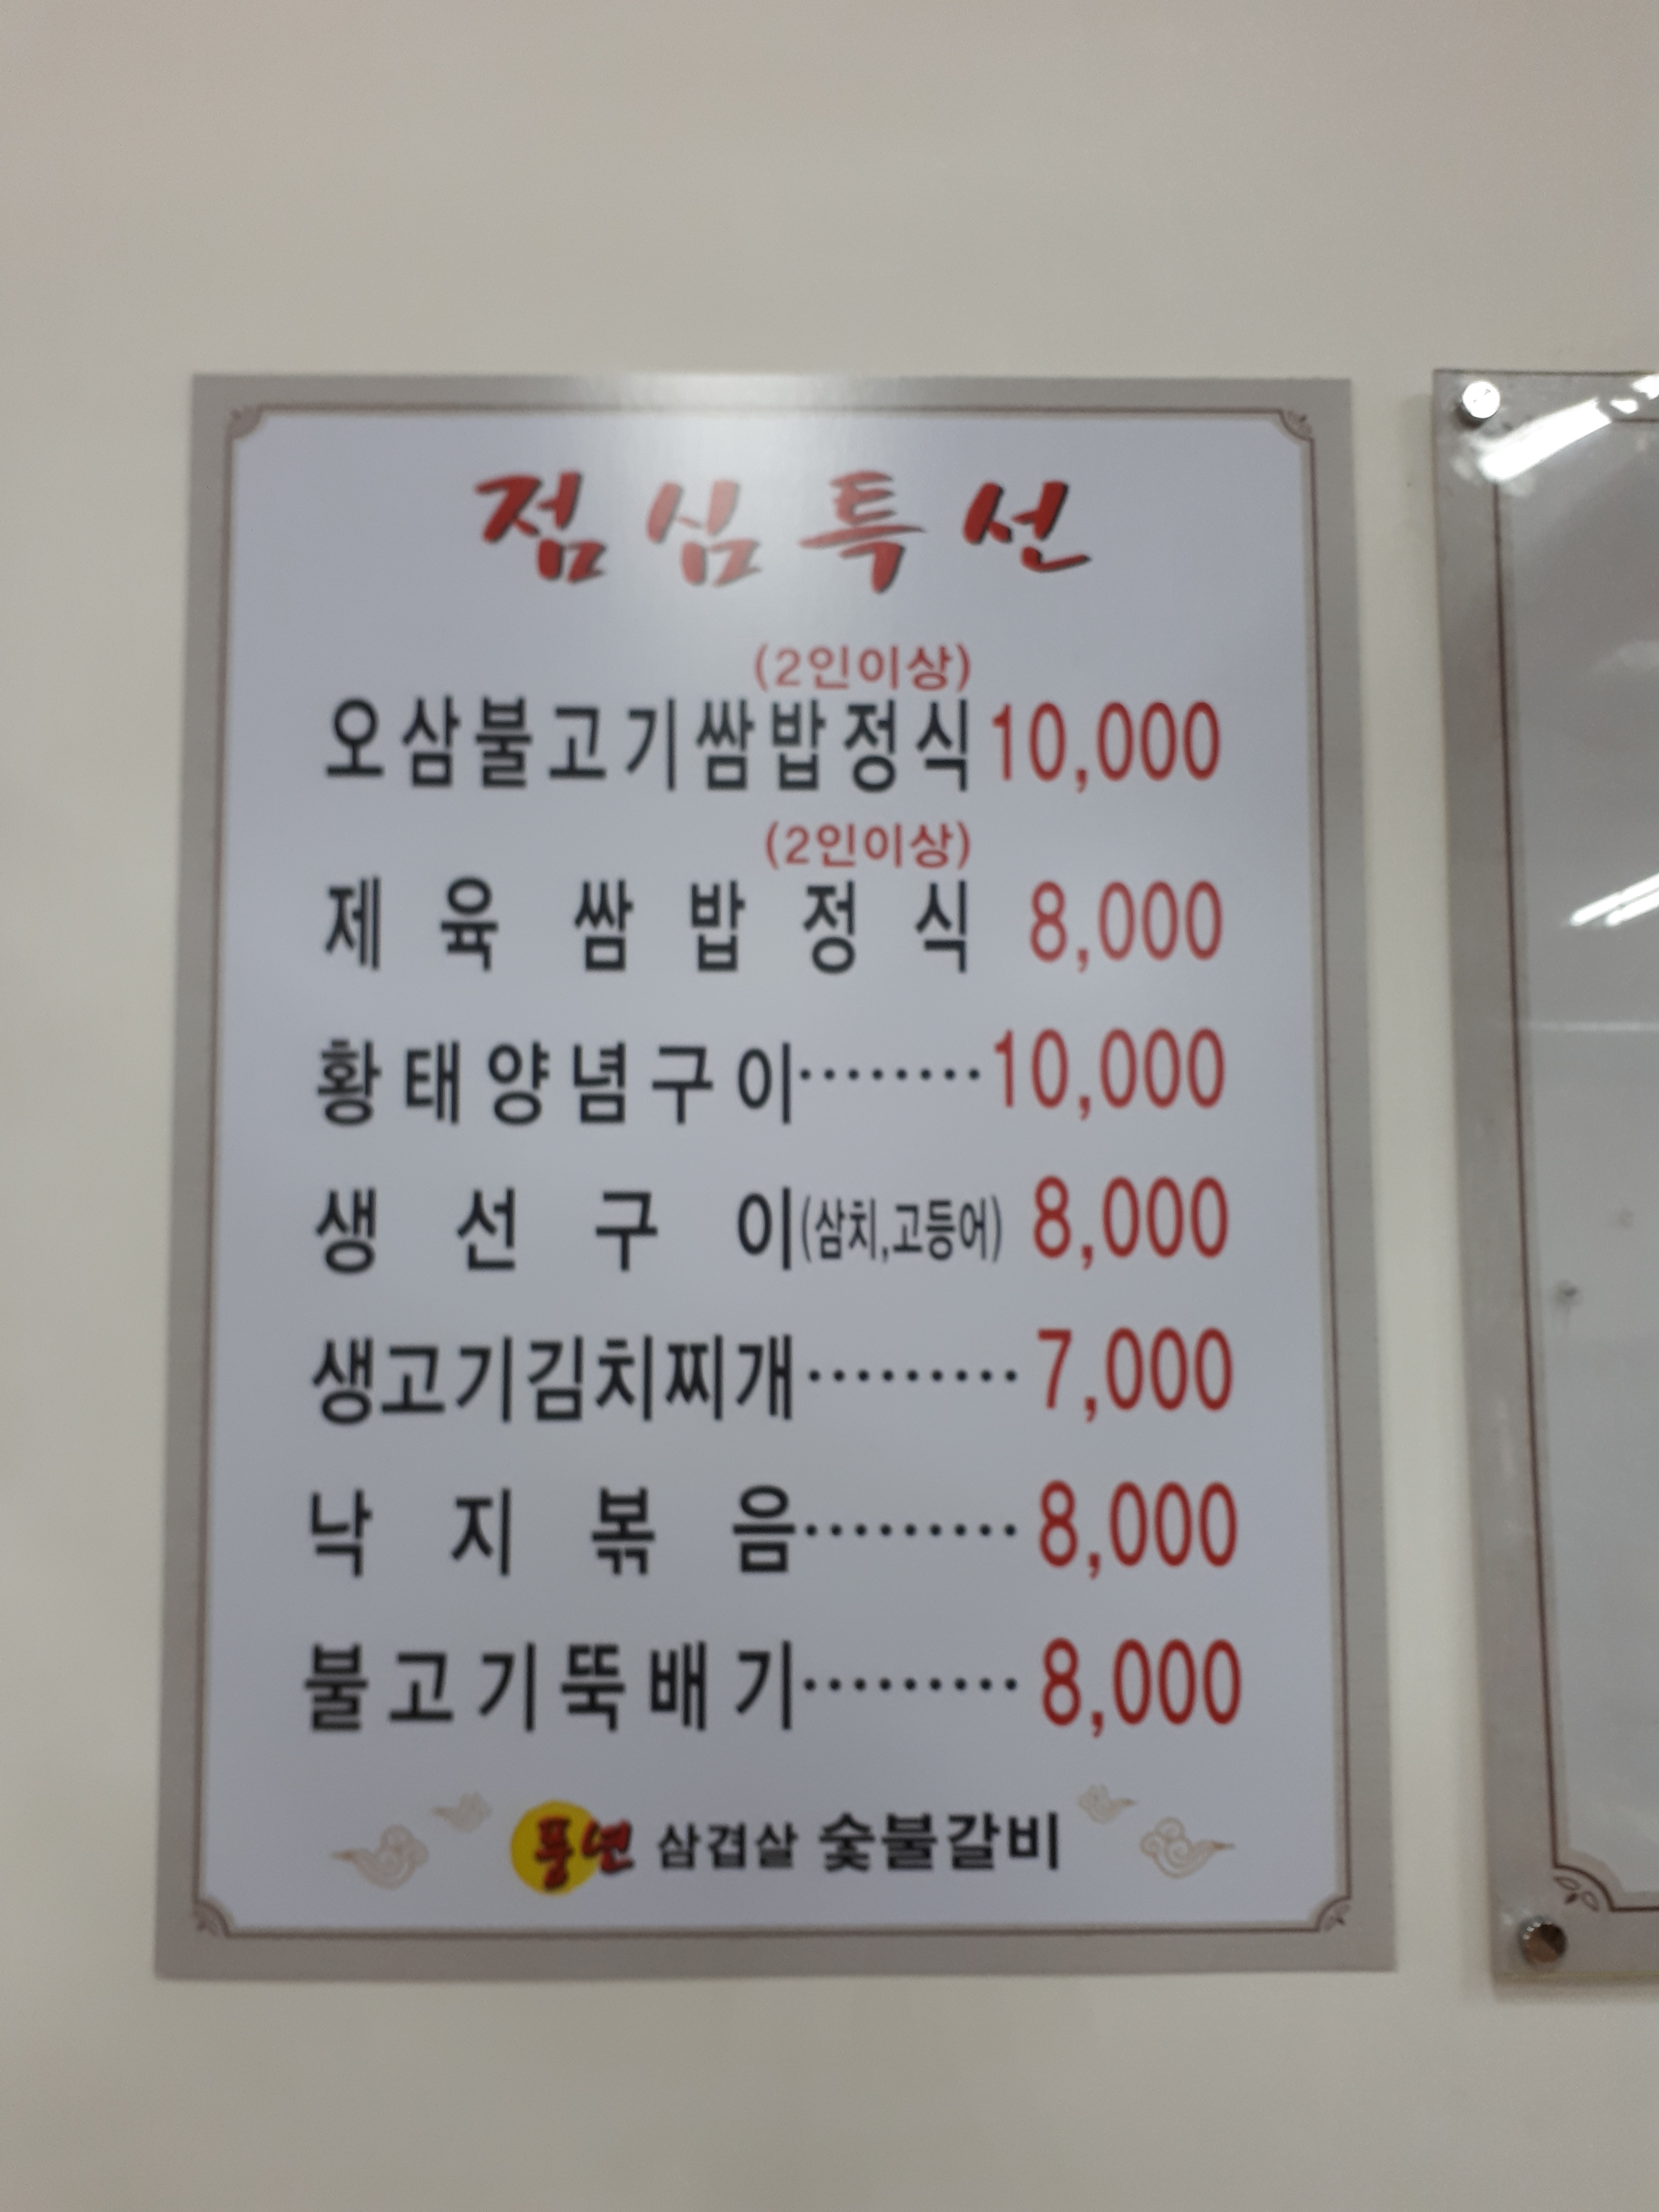 점심특선
(2인이상)
오삼불고기쌈밥정식 10,000
(2인이상)
제육쌈밥정식 8,000
황태양념구이········10,000
생선구이(삼치,고등어) 8,000
생고기김치찌개········· 7,000
낙지볶음········· 8,000
불고기뚝배기········· 8,000
풍년 삼겹살 숯불갈비